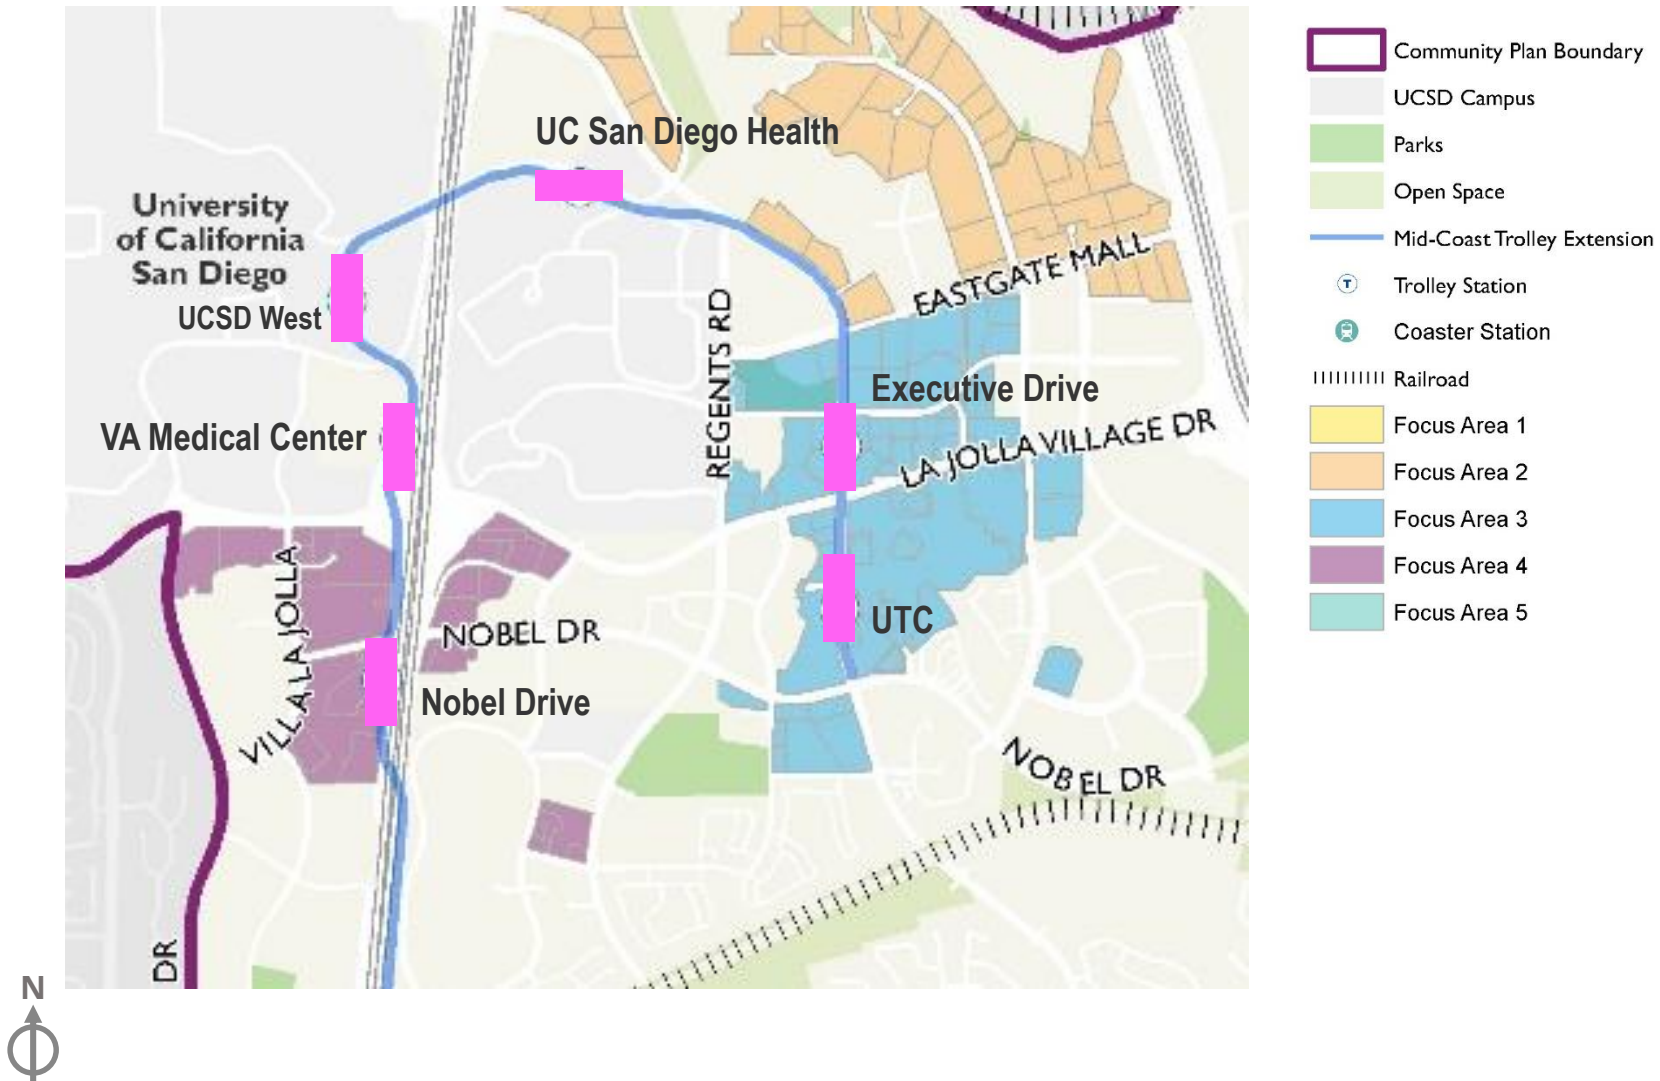 UC San Diego Health
University
of California
San Diego
UCSD West
EASTGATE MALL
REGENTS RD
Executive Drive
VA Medical Center
LA JOLLA VILLAGE DR
VILLA LA JOLLA
NOBEL DR
UTC
Nobel Drive
NOBEL DR
DR
N
Community Plan Boundary
UCSD Campus
Parks
Open Space
Mid-Coast Trolley Extension
T
Trolley Station
Coaster Station
Railroad
Focus Area 1
Focus Area 2
Focus Area 3
Focus Area 4
Focus Area 5